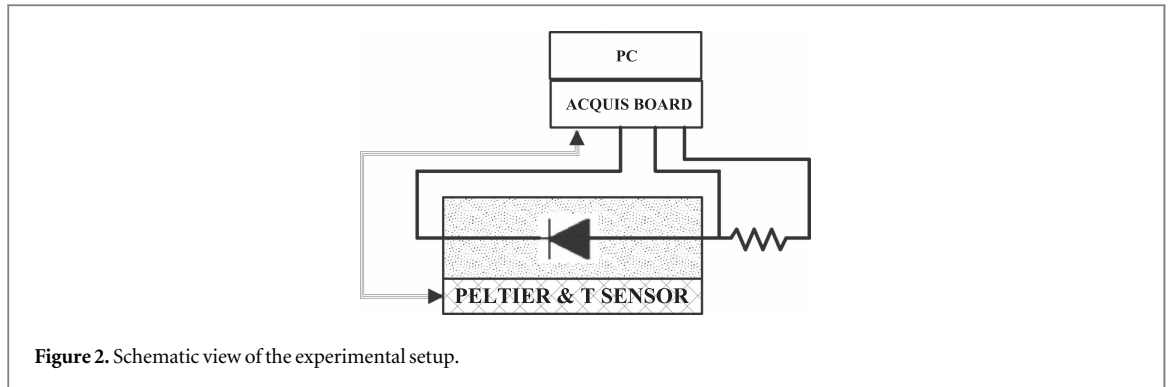 PC
ACQUIS BOARD
PELTIER & T SENSOR
Figure 2. Schematic view of the experimental setup.